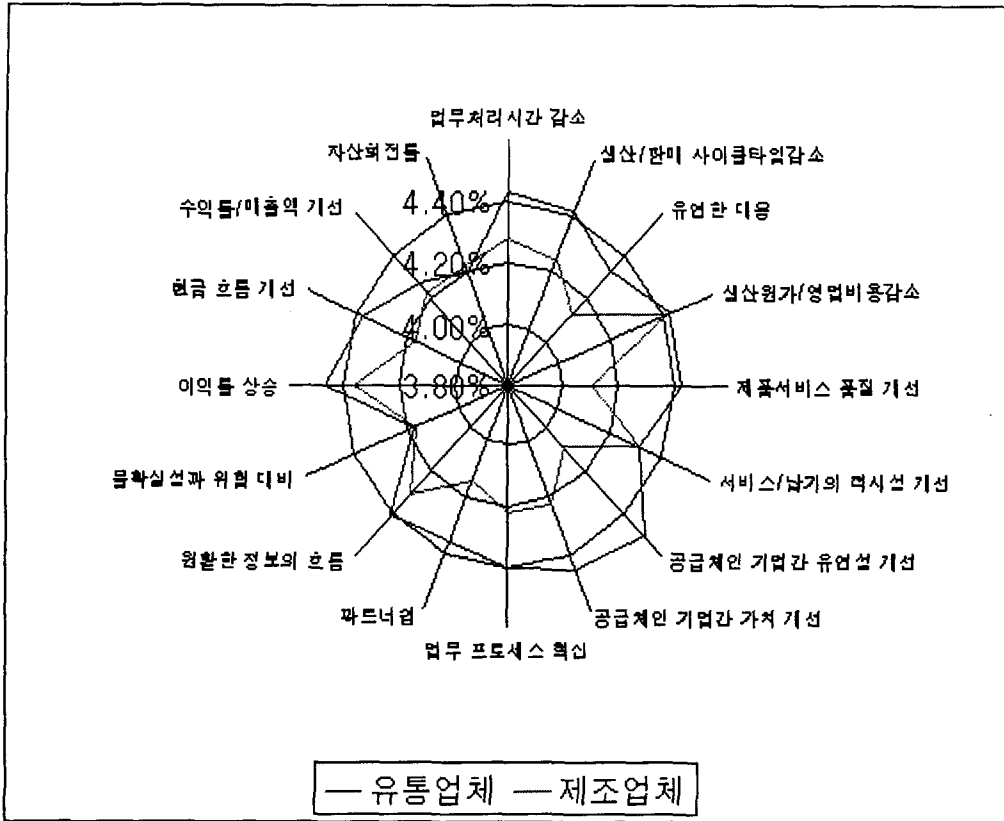 업무처리시간 감소
자산회전률
생산/판매 사이클타임감소
4.40%
수익률/매출액 개선
유연한 대응
4.20%
현금 흐름 개선
생산원가/영업비용감소
4.00%
이익률 상승
3.80%
제품서비스 품질 개선
불확실성과 위험 대비
서비스/납기의 적시성 개선
원활한 정보의 흐름
공급체인 기업간 유연성 개선
파트너쉽
공급체인 기업간 가치 개선
업무 프로세스 혁신
유통업체 제조업체